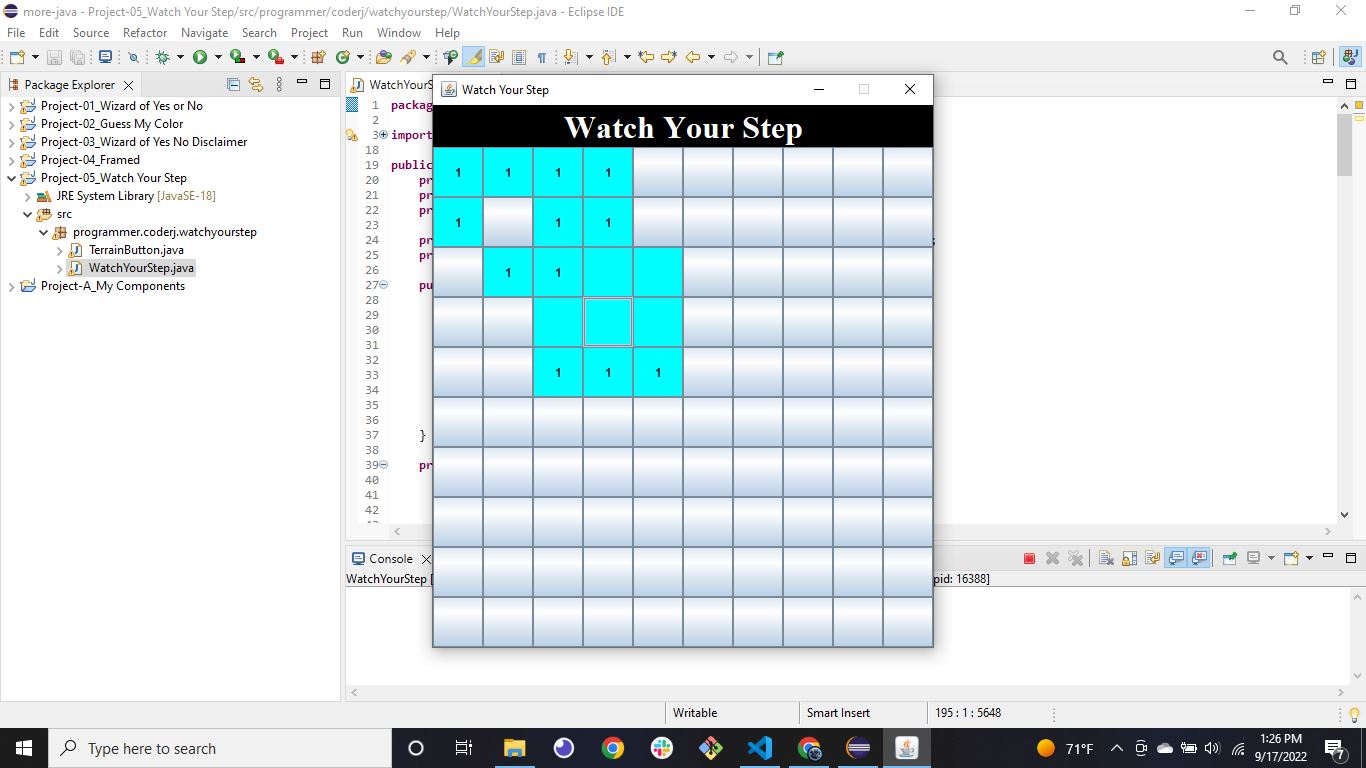 more-java - Project-05_Watch Your Step/src/programmer/coderj/watchyourstep/WatchYourStep.java - Eclipse IDE
File Edit Source Refactor Navigate Search Project Run Window Help
Package Explorer
Project-01_Wizard of Yes or No
Project-02_Guess My Color
Project-03_Wizard of Yes No Disclaimer
Project-04_Framed
Project-05_Watch Your Step
JRE System Library [JavaSE-18]
src
programmer.coderj.watchyourstep
TerrainButton.java
WatchYourStep.java
Project-A_My Components
WatchYourS
1 packag
2
3 import
18
19 public
20 pr
21 pr
22 pr
23
24 pr s
25 pr
26
27 pu
28
29
30
31
32
33
34
35
36
37 }
38
39 pr
40
41
42
Watch Your Step
Watch Your Step
1 1 1 1
1 1 1
1 1
1 1 1
Console
WatchYourStep [ pid: 16388]
Writable Smart Insert 195 : 1 : 5648
Type here to search
71°F
1:26 PM
9/17/2022
7